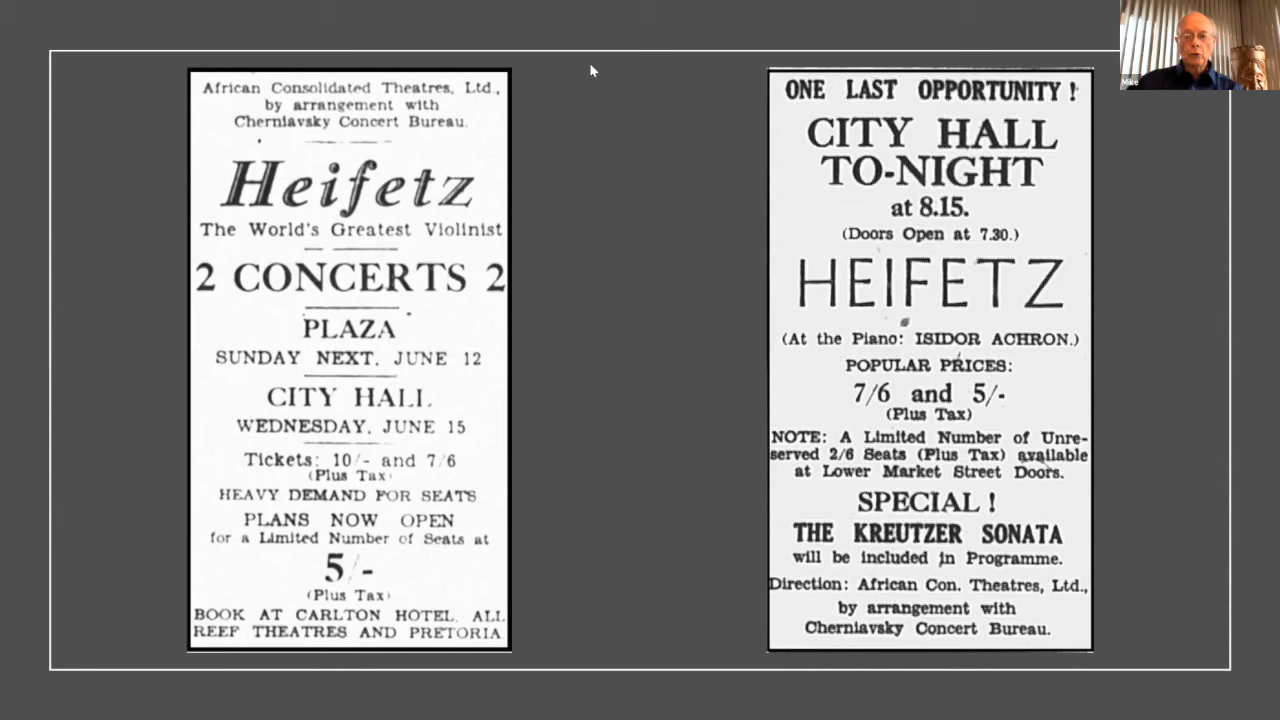 African Consolidated Theatres, Ltd.,
by arrangement with
Cherniavsky Concert Bureau.
Heifetz
The World's Greatest Violinist
2 CONCERTS 2
PLAZA
SUNDAY NEXT, JUNE 12
CITY HALL
WEDNESDAY, JUNE 15
Tickets: 10/- and 7/6
(Plus Tax)
HEAVY DEMAND FOR SEATS
PLANS NOW OPEN
for a Limited Number of Seats at
5/-
(Plus Tax)
BOOK AT CARLTON HOTEL. ALL
REEF THEATRES AND PRETORIA.
ONE LAST OPPORTUNITY!
CITY HALL
TO-NIGHT
at 8.15.
(Doors Open at 7.30.)
HEIFETZ
(At the Piano: ISIDOR ACHRON.)
POPULAR PRICES:
7/6 and 5/-
(Plus Tax)
NOTE: A Limited Number of Unre-
served 2/6 Seats (Plus Tax) available
at Lower Market Street Doors.
SPECIAL!
THE KREUTZER SONATA
will be included in Programme.
Direction: African Con. Theatres, Ltd.,
by arrangement with
Cherniavsky Concert Bureau.
Mike